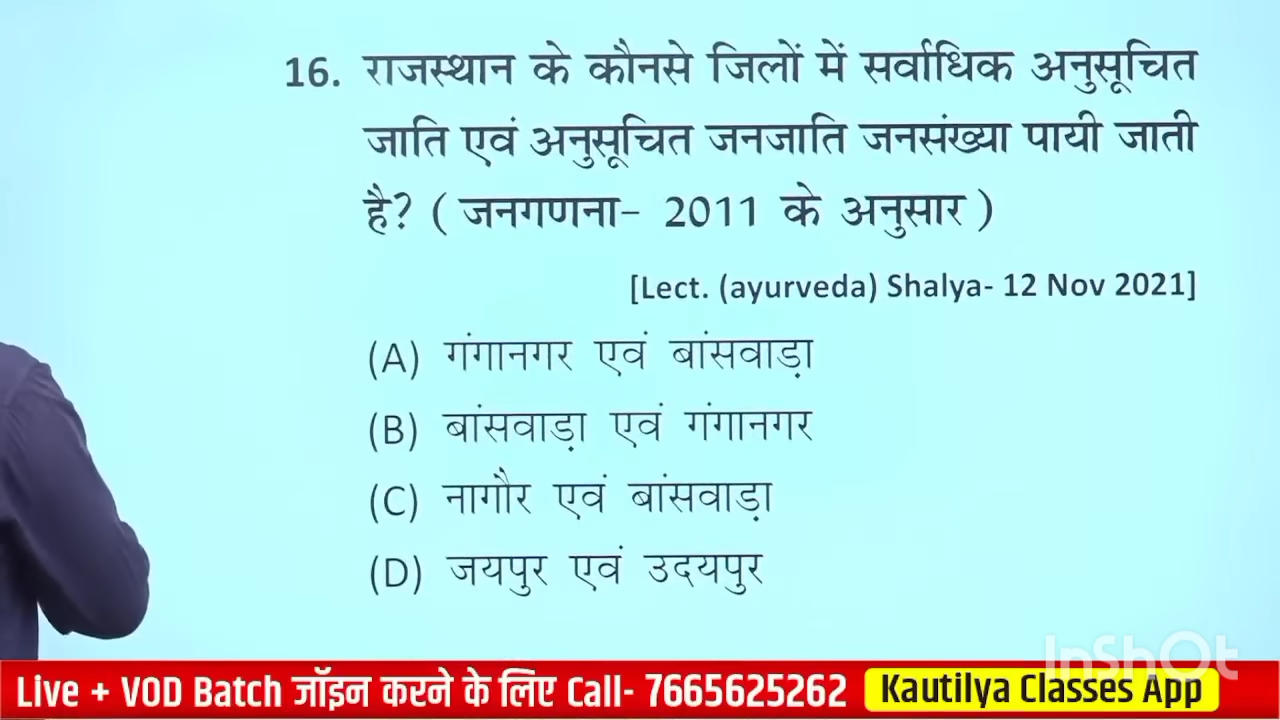 16. राजस्थान के कौनसे जिलों में सर्वाधिक अनुसूचित
जाति एवं अनुसूचित जनजाति जनसंख्या पायी जाती
है? ( जनगणना- 2011 के अनुसार )
[Lect. (ayurveda) Shalya- 12 Nov 2021]
(A) गंगानगर एवं बांसवाड़ा
(B) बांसवाड़ा एवं गंगानगर
(C) नागौर एवं बांसवाड़ा
(D) जयपुर एवं उदयपुर
InShOt
Live + VOD Batch जॉइन करने के लिए Call- 7665625262 Kautilya Classes App